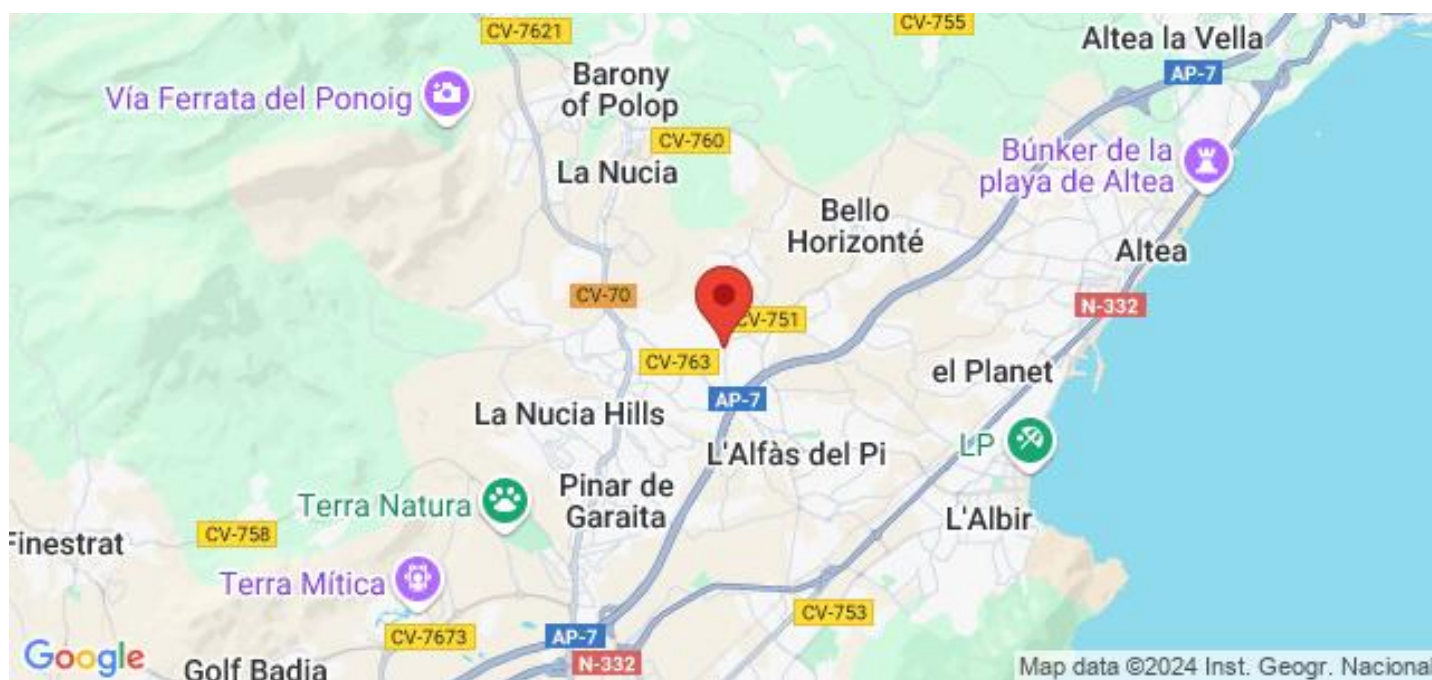 CV-7621
CV-755
Altea la Vella
AP-7
Barony
of Polop
Vía Ferrata del Ponoig
CV-760
Búnker de la
playa de Altea
La Nucia
Bello
Horizonté
Altea
CV-70
N-332
CV-751
CV-763
el Planet
AP-7
La Nucia Hills
L'Alfàs del Pi
LP
Pinar de
Garaita
Terra Natura
L'Albir
CV-758
Finestrat
Terra Mítica
CV-753
CV-7673
AP-7
N-332
Google
Golf Badia
Map data ©2024 Inst. Geogr. Nacional